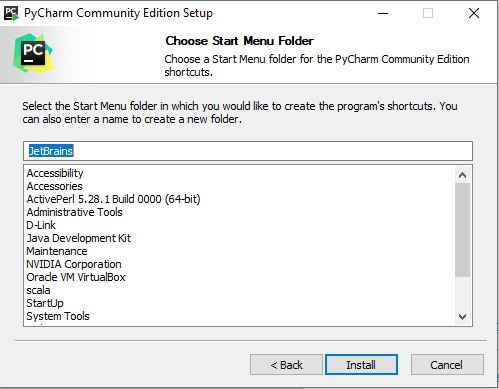 PyCharm Community Edition Setup
PC
Choose Start Menu Folder
Choose a Start Menu folder for the PyCharm Community Edition
shortcuts.
Select the Start Menu folder in which you would like to create the program's shortcuts. You
can also enter a name to create a new folder.
JetBrains
Accessibility
Accessories
ActivePerl 5.28.1 Build 0000 (64-bit)
Administrative Tools
D-Link
Java Development Kit
Maintenance
NVIDIA Corporation
Oracle VM VirtualBox
scala
StartUp
System Tools
< Back Install Cancel